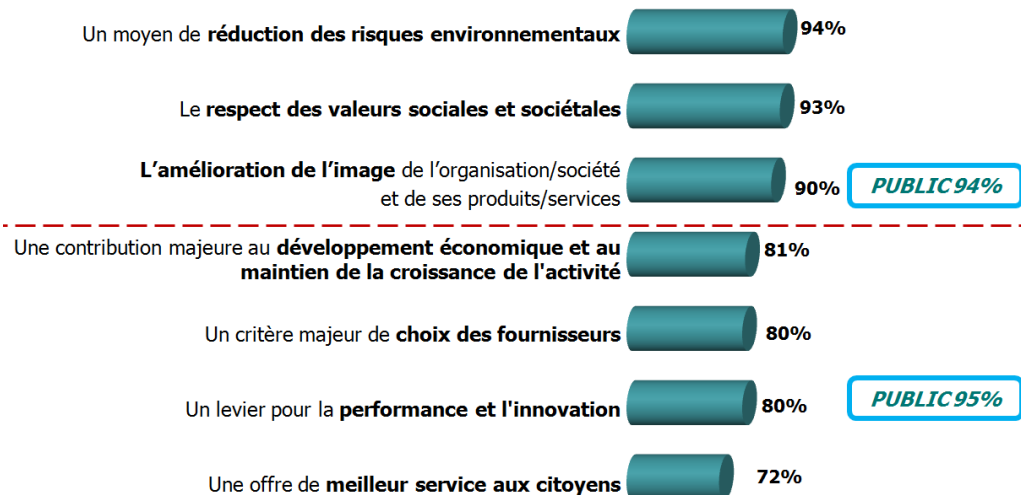 Un moyen de réduction des risques environnementaux 94%
Le respect des valeurs sociales et sociétales 93%
L’amélioration de l’image de l’organisation/société
et de ses produits/services 90% PUBLIC 94%
Une contribution majeure au développement économique et au
maintien de la croissance de l'activité 81%
Un critère majeur de choix des fournisseurs 80%
Un levier pour la performance et l'innovation 80% PUBLIC 95%
Une offre de meilleur service aux citoyens 72%